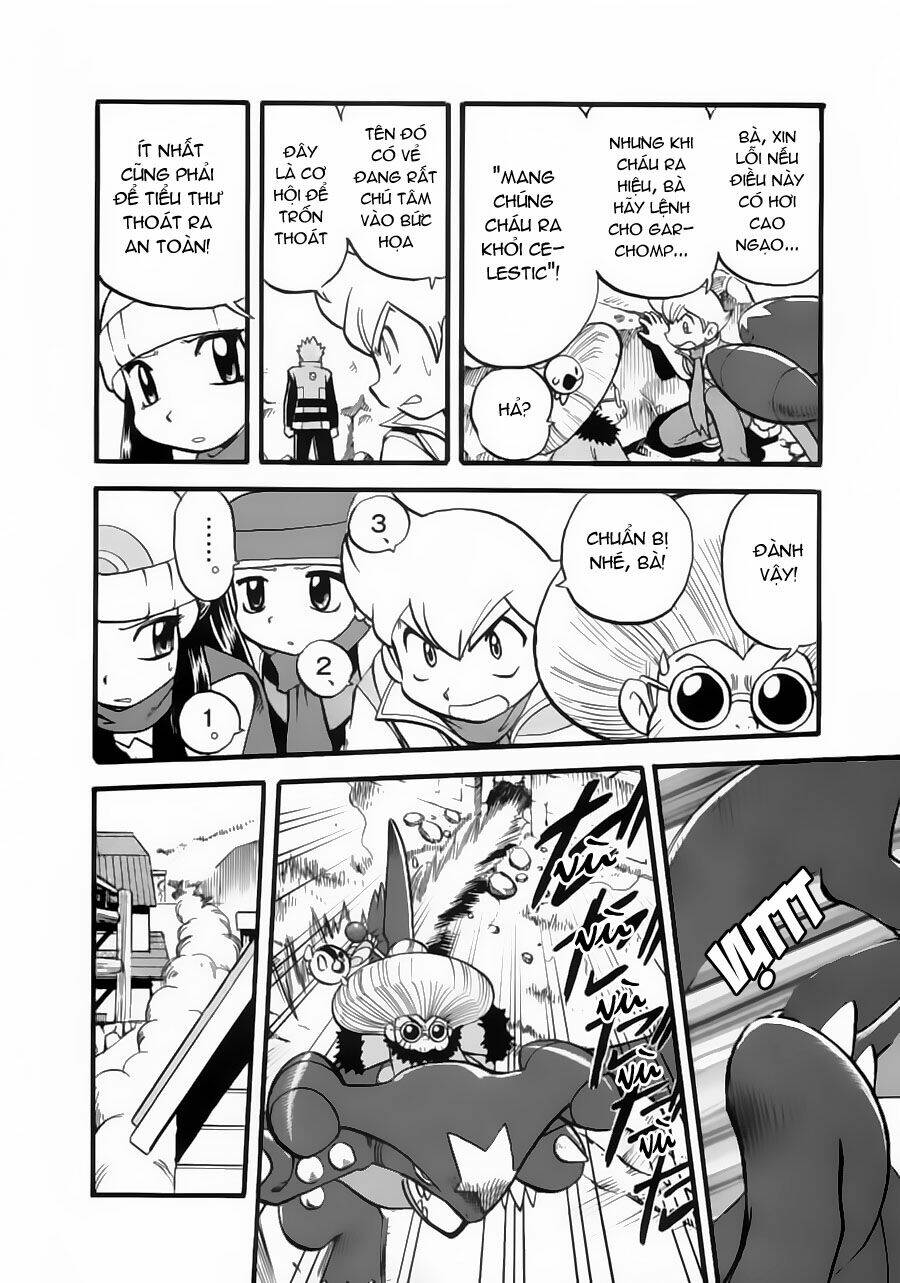 BÀ, XIN
LỖI NẾU
ĐIỀU NÀY
CÓ HƠI
CAO
NGẠO...
NHƯNG KHI
CHÁU RA
HIỆU, BÀ
HÃY LỆNH
CHO GAR-
CHOMP...
"MANG
CHÚNG
CHÁU RA
KHỎI CE-
LESTIC"!
HẢ?
TÊN ĐÓ
CÓ VẺ
ĐANG RẤT
CHÚ TÂM
VÀO BỨC
HỌA
ĐÂY
LÀ CƠ
HỘI ĐỂ
TRỐN
THOÁT
ÍT NHẤT
CŨNG PHẢI
ĐỂ TIỂU THƯ
THOÁT RA
AN TOÀN!
ĐÀNH
VẬY!
CHUẨN BỊ
NHÉ, BÀ!
3
2
1
.......
VỤTTT
VÙ
VÙ
VÙ
VÙ
VÙ